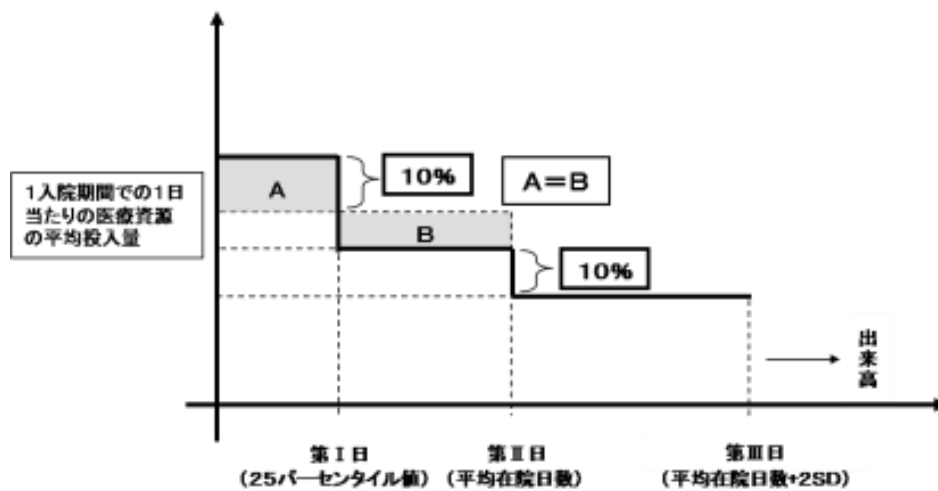 A
10%
A=B
1入院期間での1日
当たりの医療資源
の平均投入量
B
10%
出来高
第Ⅰ日
(25パーセンタイル値)
第Ⅱ日
(平均在院日数)
第Ⅲ日
(平均在院日数+2SD)